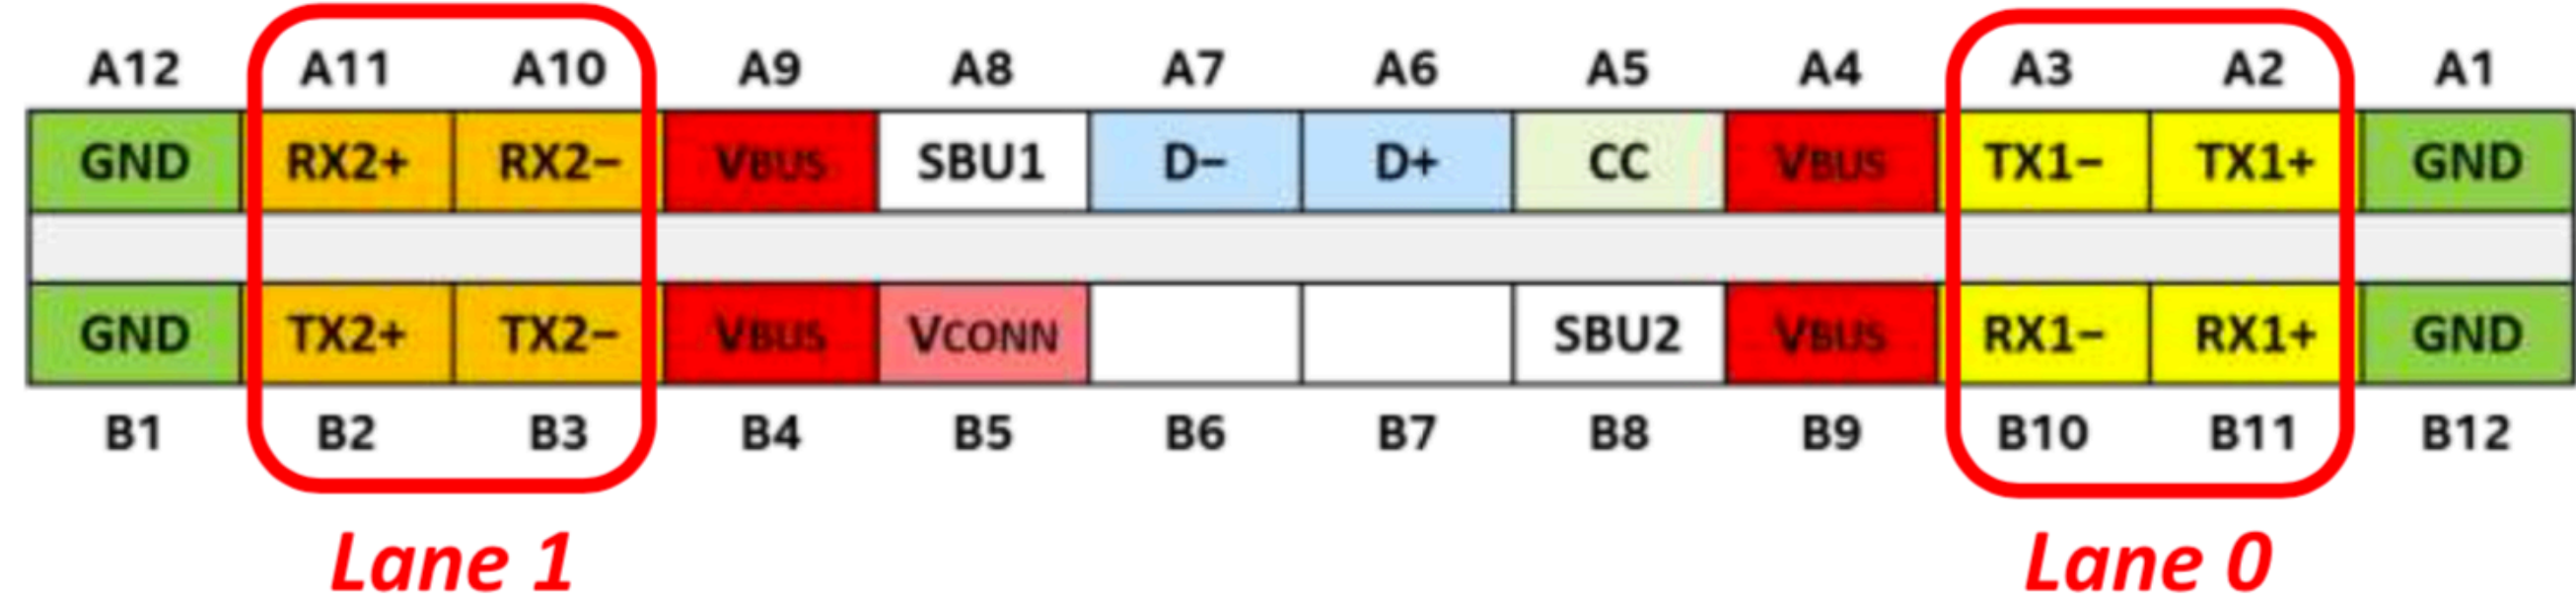 A12 A11 A10 A9 A8 A7 A6 A5 A4 A3 A2 A1
GND RX2+ RX2− VBUS SBU1 D− D+ CC VBUS TX1− TX1+ GND
GND TX2+ TX2− VBUS VCONN SBU2 VBUS RX1− RX1+ GND
B1 B2 B3 B4 B5 B6 B7 B8 B9 B10 B11 B12
Lane 1 Lane 0